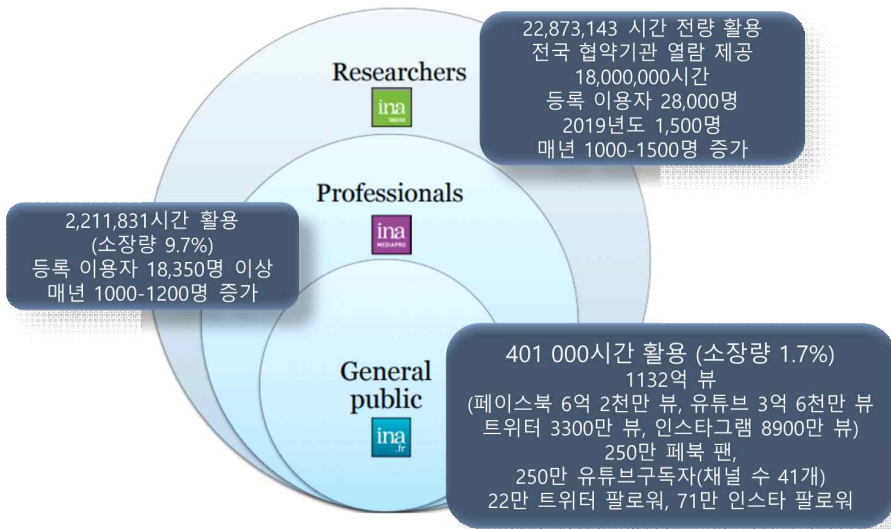 22,873,143 시간 전량 활용
전국 협약기관 열람 제공
18,000,000시간
등록 이용자 28,000명
2019년도 1,500명
매년 1000-1500명 증가
Researchers
ina
Professionals
ina
MEDIAPRO
2,211,831시간 활용
(소장량 9.7%)
등록 이용자 18,350명 이상
매년 1000-1200명 증가
General
public
ina
.fr
401 000시간 활용 (소장량 1.7%)
1132억 뷰
(페이스북 6억 2천만 뷰, 유튜브 3억 6천만 뷰
트위터 3300만 뷰, 인스타그램 8900만 뷰)
250만 페북 팬,
250만 유튜브구독자(채널 수 41개)
22만 트위터 팔로워, 71만 인스타 팔로워